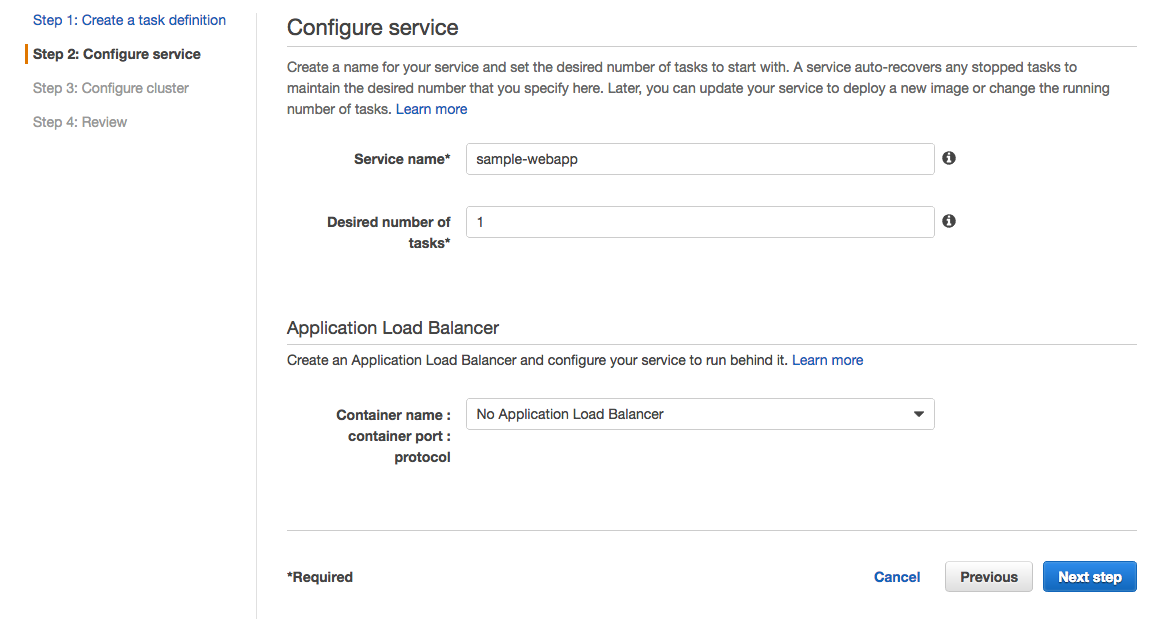 Step 1: Create a task definition
Step 2: Configure service
Step 3: Configure cluster
Step 4: Review
Configure service
Create a name for your service and set the desired number of tasks to start with. A service auto-recovers any stopped tasks to
maintain the desired number that you specify here. Later, you can update your service to deploy a new image or change the running
number of tasks. Learn more
Service name* sample-webapp
Desired number of
tasks* 1
Application Load Balancer
Create an Application Load Balancer and configure your service to run behind it. Learn more
Container name : No Application Load Balancer
container port :
protocol
*Required Cancel Previous Next step